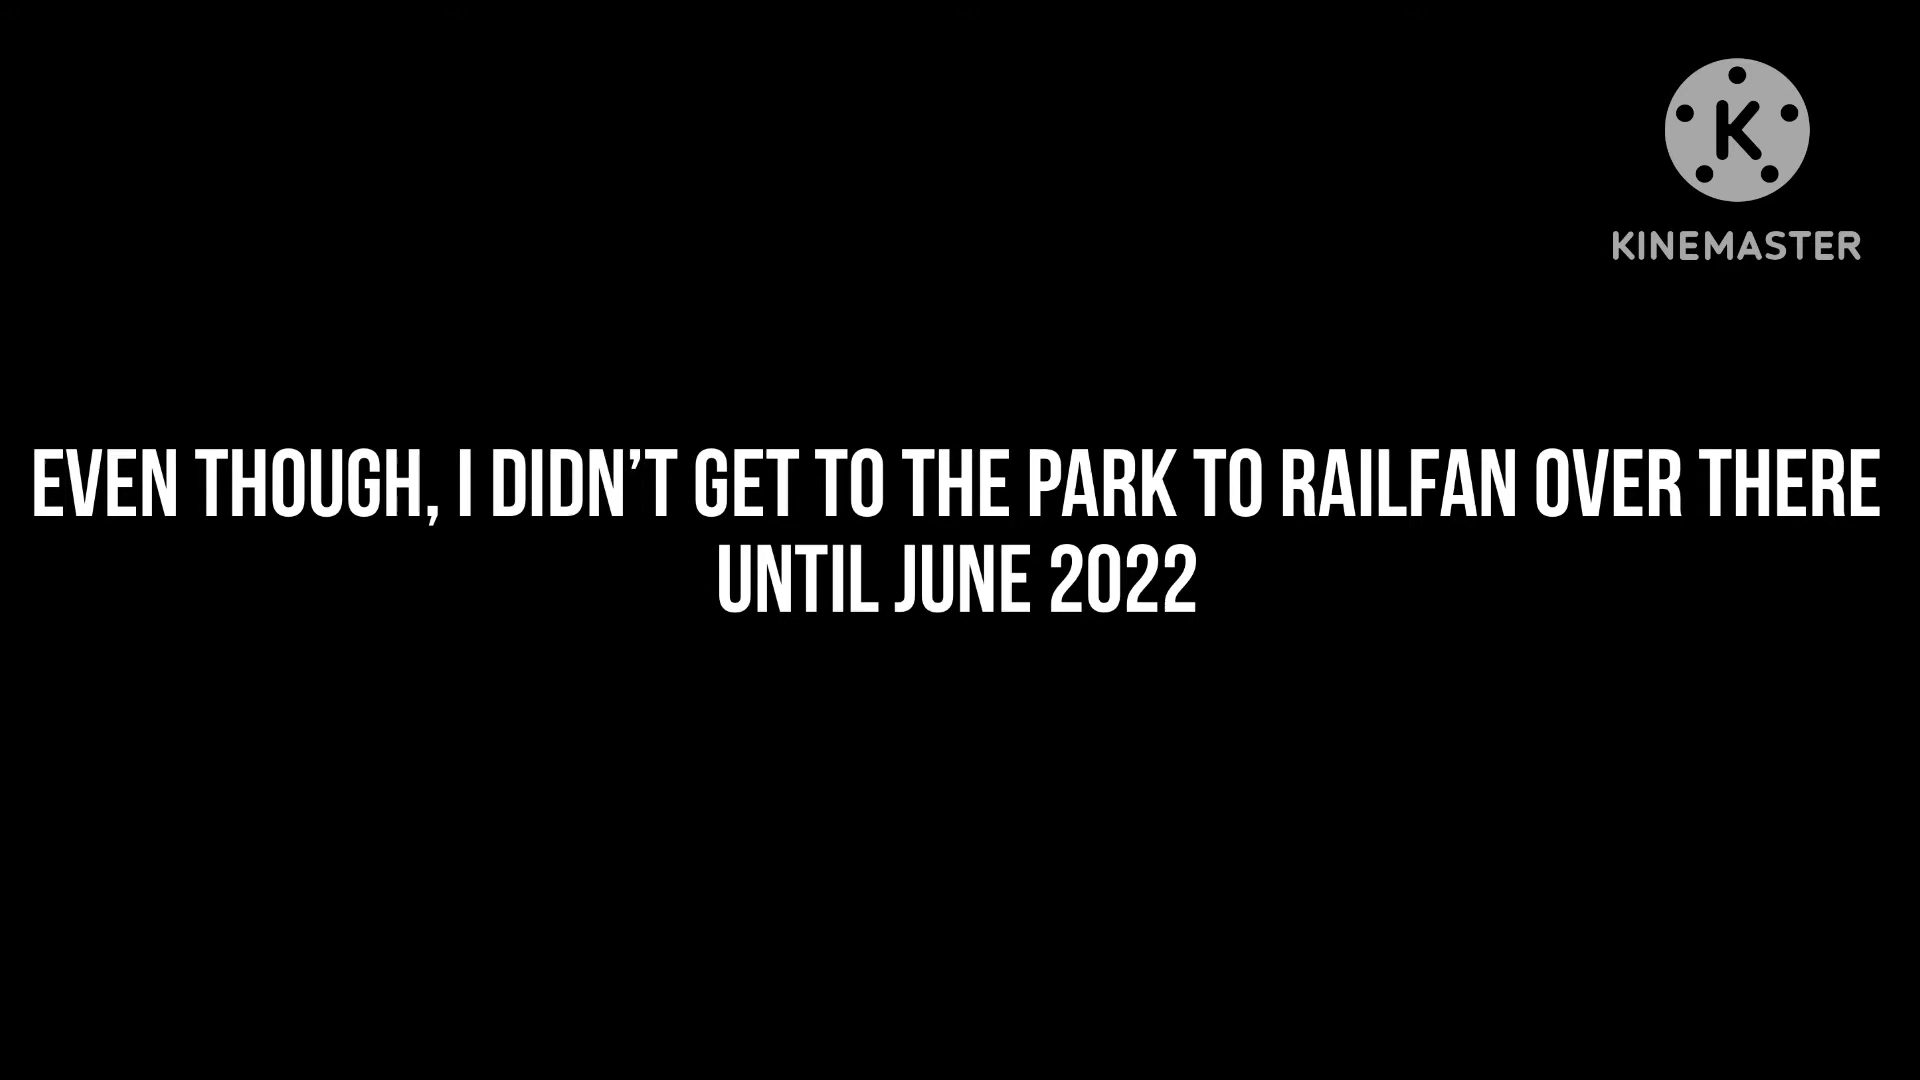 K
KINEMASTER
EVEN THOUGH, I DIDN’T GET TO THE PARK TO RAILFAN OVER THERE
UNTIL JUNE 2022